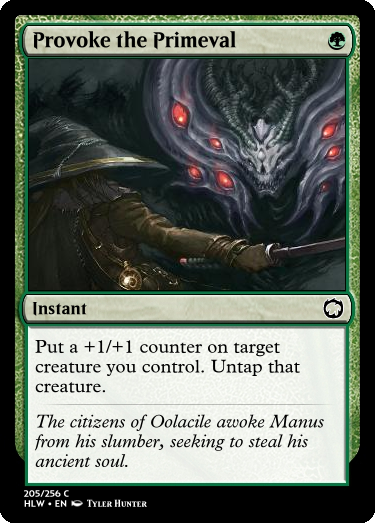 Provoke the Primeval
Instant
Put a +1/+1 counter on target
creature you control. Untap that
creature.
The citizens of Oolacile awoke Manus
from his slumber, seeking to steal his
ancient soul.
205/256 C
HLW • EN Tyler Hunter